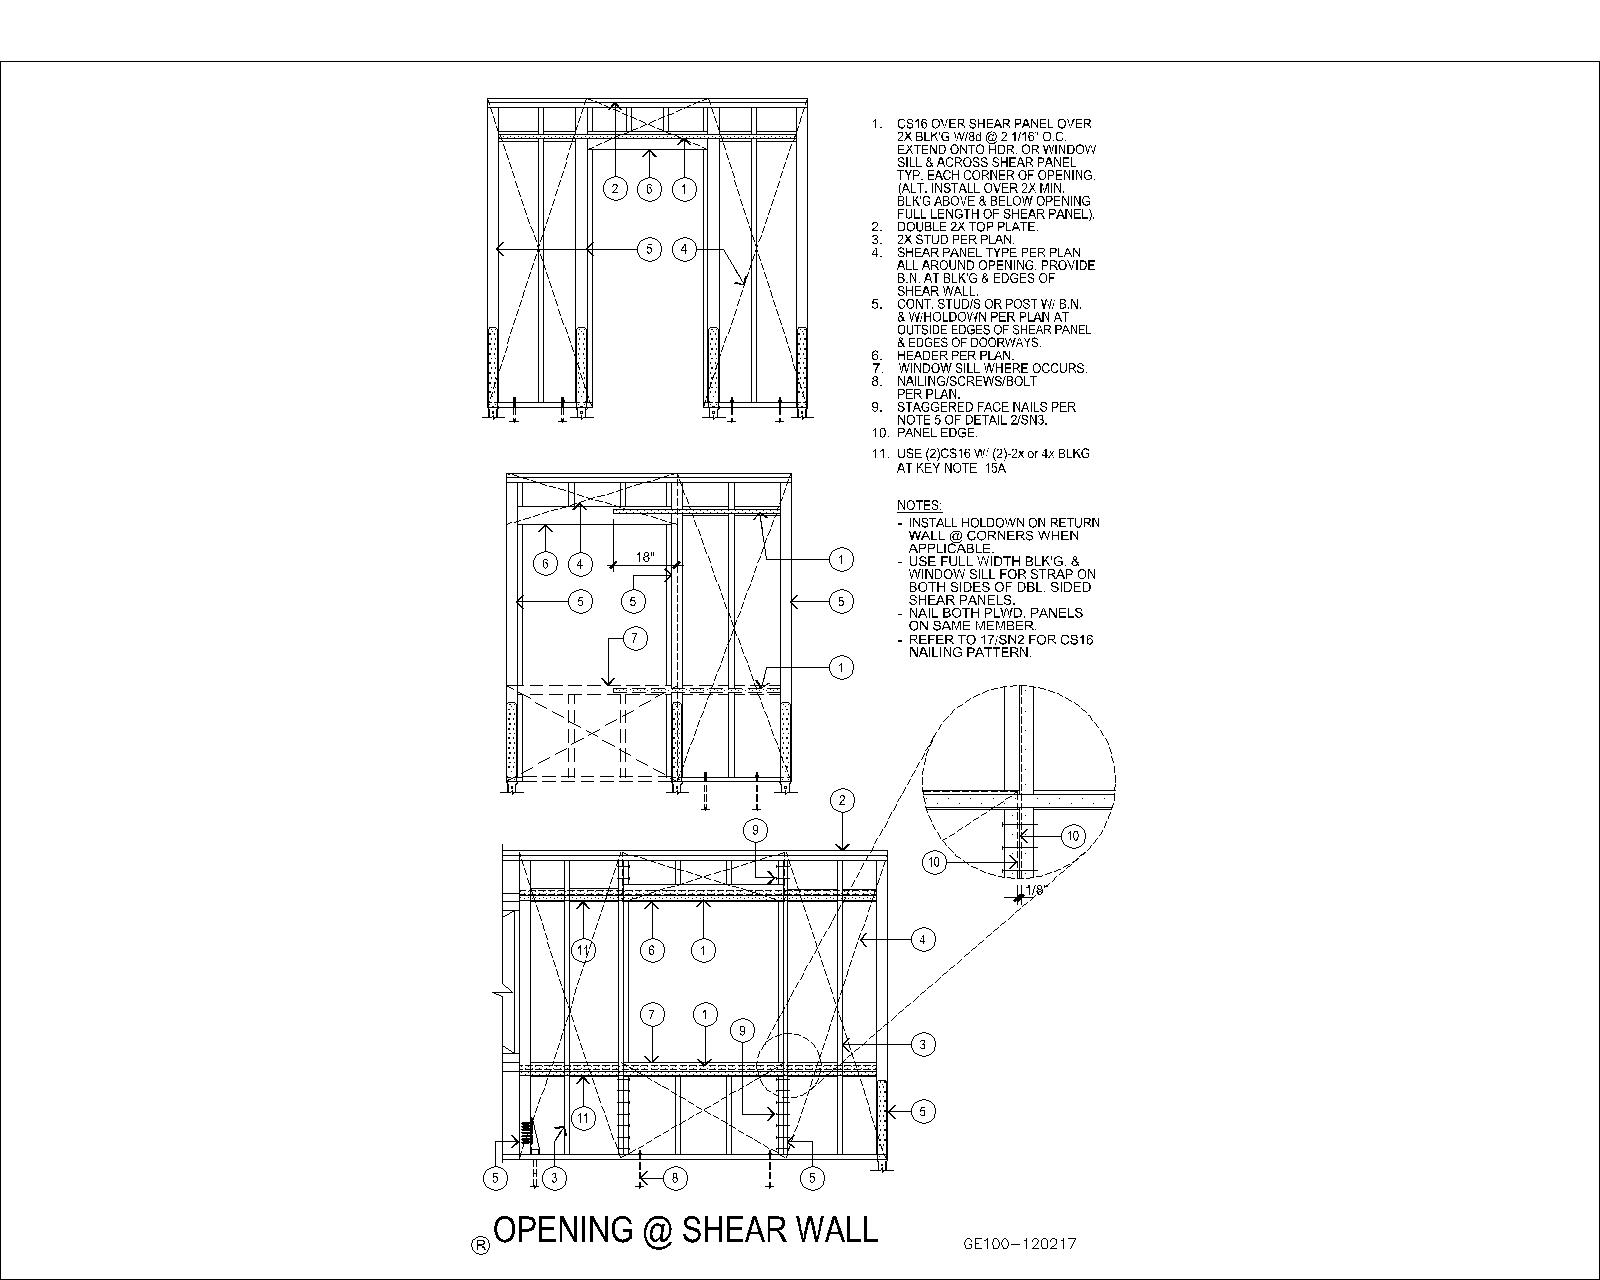 1. CS16 OVER SHEAR PANEL OVER
2X BLK'G W/8d @ 2 1/16" O.C.
EXTEND ONTO HDR. OR WINDOW
SILL & ACROSS SHEAR PANEL
TYP. EACH CORNER OF OPENING.
(ALT. INSTALL OVER 2X MIN.
BLK'G ABOVE & BELOW OPENING
FULL LENGTH OF SHEAR PANEL).
2. DOUBLE 2X TOP PLATE.
3. 2X STUD PER PLAN.
4. SHEAR PANEL TYPE PER PLAN
ALL AROUND OPENING. PROVIDE
B.N. AT BLK'G & EDGES OF
SHEAR WALL.
5. CONT. STUD/S OR POST W/ B.N.
& W/HOLDOWN PER PLAN AT
OUTSIDE EDGES OF SHEAR PANEL
& EDGES OF DOORWAYS.
6. HEADER PER PLAN.
7. WINDOW SILL WHERE OCCURS.
8. NAILING/SCREWS/BOLT
PER PLAN.
9. STAGGERED FACE NAILS PER
NOTE 5 OF DETAIL 2/SN3.
10. PANEL EDGE.
11. USE (2)CS16 W/ (2)-2x or 4x BLKG
AT KEY NOTE 15A
NOTES:
- INSTALL HOLDOWN ON RETURN
WALL @ CORNERS WHEN
APPLICABLE.
- USE FULL WIDTH BLK'G. &
WINDOW SILL FOR STRAP ON
BOTH SIDES OF DBL. SIDED
SHEAR PANELS.
- NAIL BOTH PLWD. PANELS
ON SAME MEMBER.
- REFER TO 17/SN2 FOR CS16
NAILING PATTERN.
2 6 1
5 4
18"
6 4 1
5 5 5
7
1
2
9
10
10
1/8"
4
11 6 1
7 1
9
3
11
5
5 3 8 5
® OPENING @ SHEAR WALL
GE100-120217